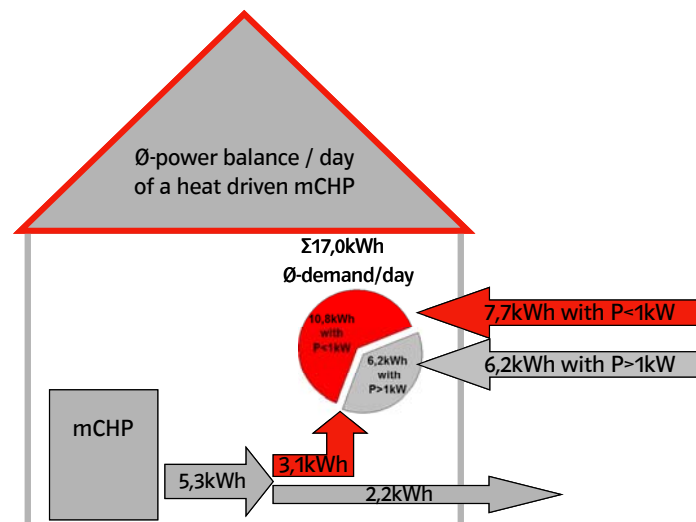 Ø-power balance / day
of a heat driven mCHP
Σ17,0kWh
Ø-demand/day
10,8kWh
with
P<1kW
6,2kWh
with
P>1kW
7,7kWh with P<1kW
6,2kWh with P>1kW
mCHP
5,3kWh
3,1kWh
2,2kWh